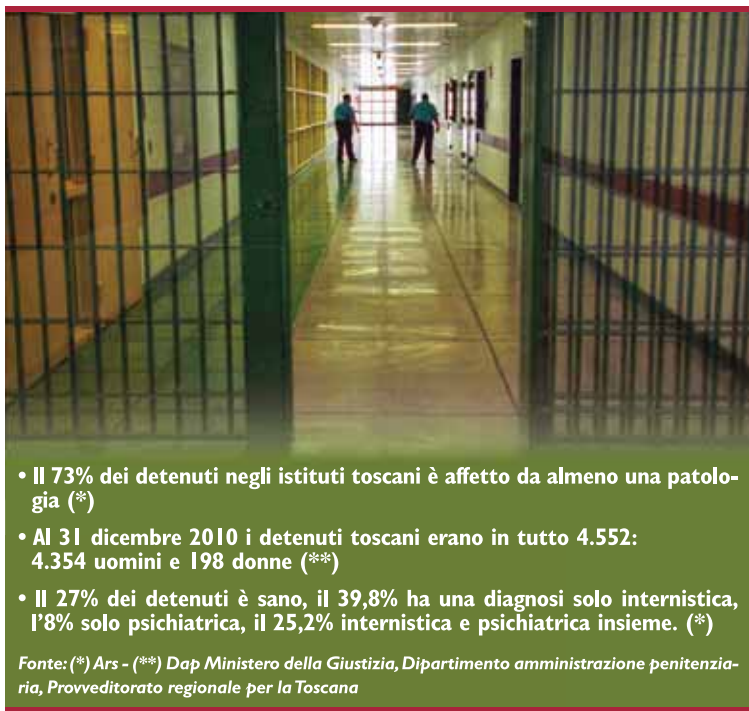 • Il 73% dei detenuti negli istituti toscani è affetto da almeno una patolo-
gia (*)
• Al 31 dicembre 2010 i detenuti toscani erano in tutto 4.552:
4.354 uomini e 198 donne (**)
• Il 27% dei detenuti è sano, il 39,8% ha una diagnosi solo internistica,
l’8% solo psichiatrica, il 25,2% internistica e psichiatrica insieme. (*)
Fonte: (*) Ars - (**) Dap Ministero della Giustizia, Dipartimento amministrazione penitenzia-
ria, Provveditorato regionale per la Toscana